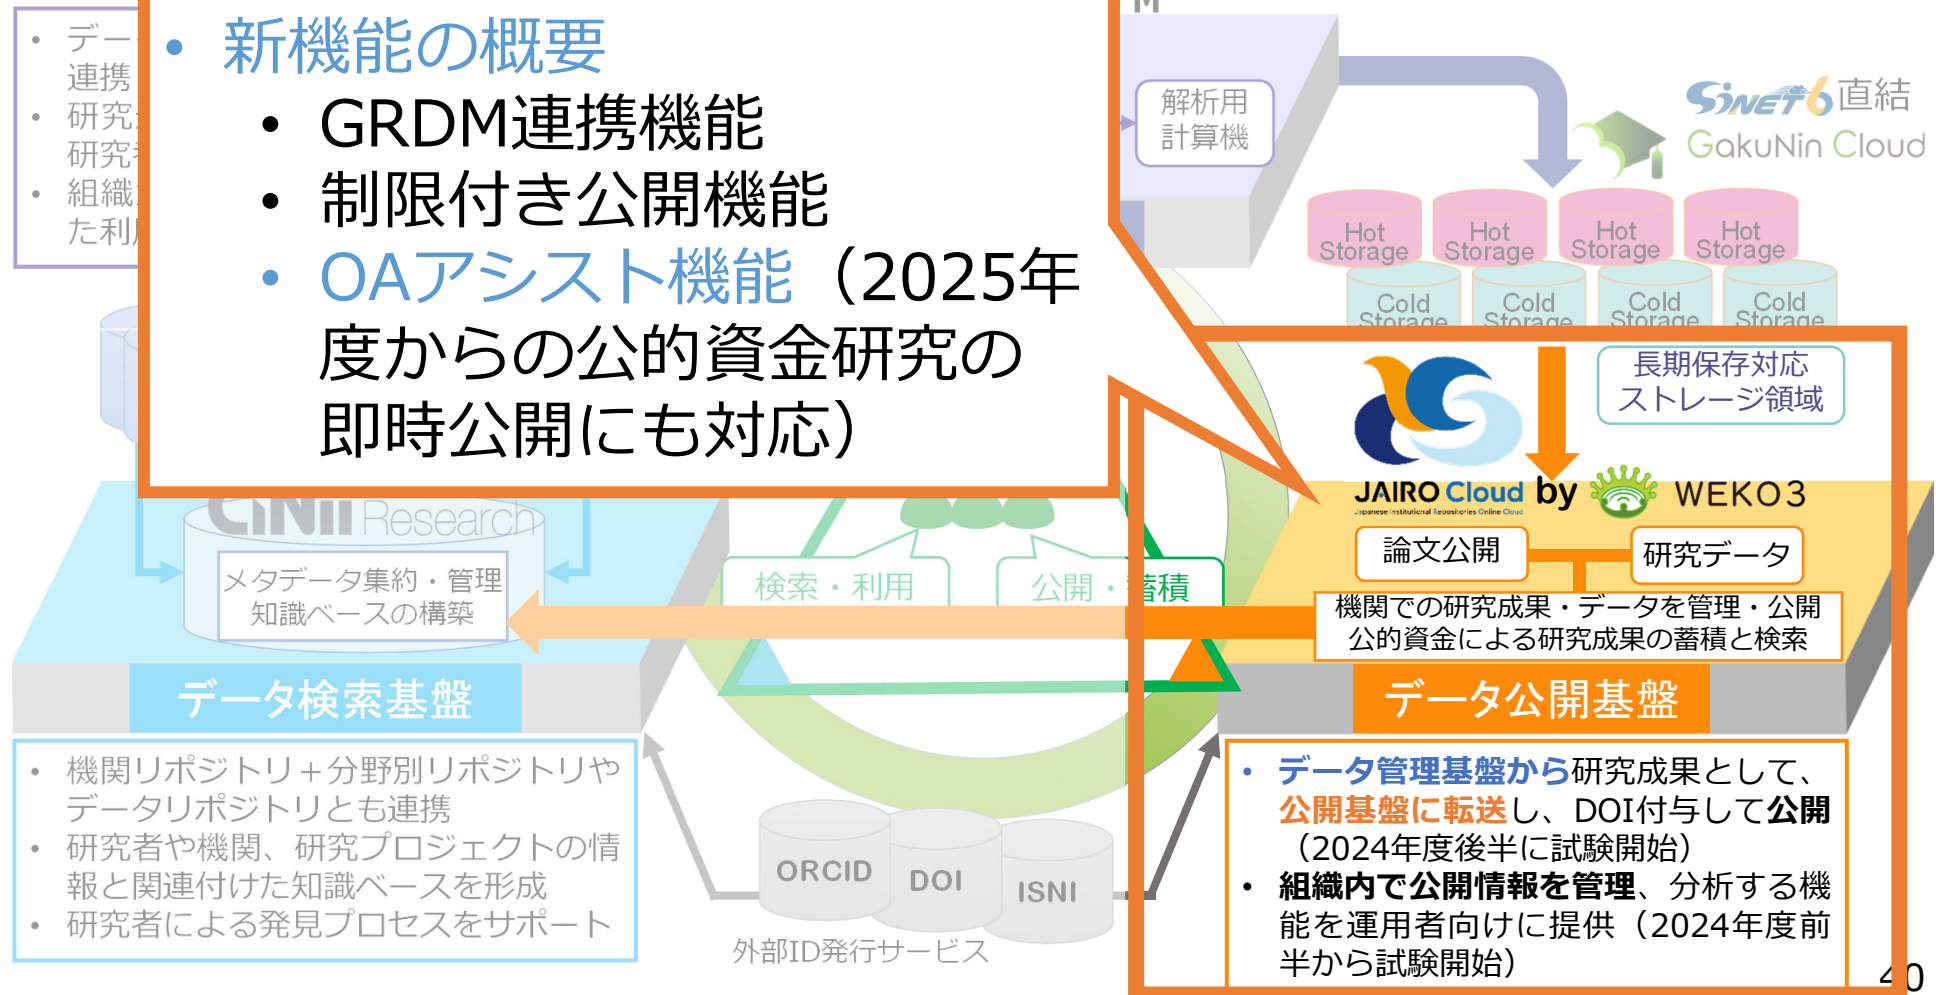 • 新機能の概要
• GRDM連携機能
• 制限付き公開機能
• OAアシスト機能（2025年
度からの公的資金研究の
即時公開にも対応）
• デー
連携
• 研究
研究
• 組織
た利
解析用
計算機
SINET6直結
GakuNin Cloud
Hot
Storage
Hot
Storage
Hot
Storage
Hot
Storage
Cold
Storage
Cold
Storage
Cold
Storage
Cold
Storage
長期保存対応
ストレージ領域
JAIRO Cloud by WEKO3
Japanese Institutional Repositories Online Cloud
論文公開
研究データ
機関での研究成果・データを管理・公開
公的資金による研究成果の蓄積と検索
データ公開基盤
• データ管理基盤から研究成果として、
公開基盤に転送し、DOI付与して公開
（2024年度後半に試験開始）
• 組織内で公開情報を管理、分析する機
能を運用者向けに提供（2024年度前
半から試験開始）
CiNii Research
メタデータ集約・管理
知識ベースの構築
データ検索基盤
• 機関リポジトリ+分野別リポジトリや
データリポジトリとも連携
• 研究者や機関、研究プロジェクトの情
報と関連付けた知識ベースを形成
• 研究者による発見プロセスをサポート
検索・利用
公開・蓄積
ORCID
DOI
ISNI
外部ID発行サービス
40